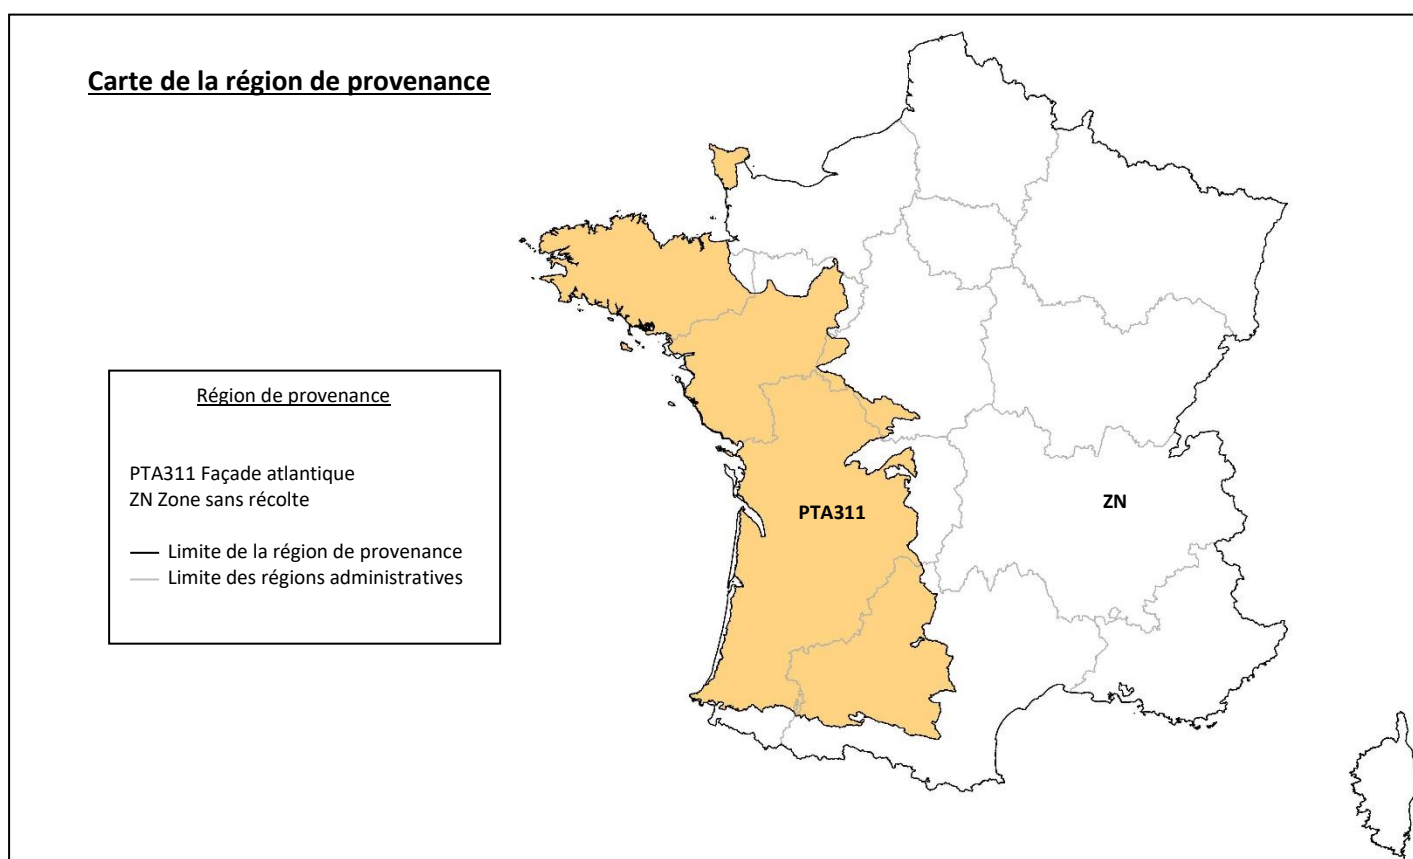 Carte de la région de provenance
Région de provenance
PTA311 Façade atlantique
ZN Zone sans récolte
Limite de la région de provenance
Limite des régions administratives
PTA311
ZN